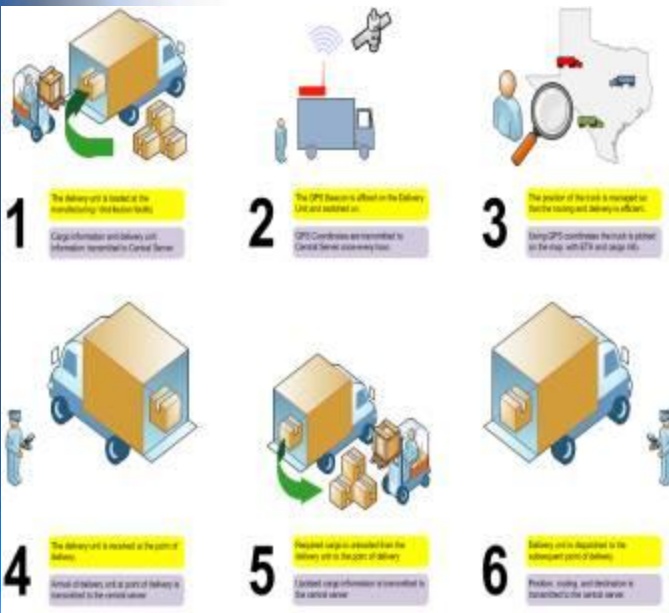 1
The delivery unit is loaded at the
manufacturing / distribution facility
Cargo information and delivery unit
information transmitted to Central Server
2
The GPS Beacon is affixed on the Delivery
Unit and switched on.
GPS Coordinates are transmitted to
Central Server once every hour.
3
The position of the truck is managed so
that the routing and delivery is efficient.
Using GPS coordinates the truck is plotted
on the map with ETA and cargo info.
4
The delivery unit is received at the point of
delivery.
Arrival of delivery unit at point of delivery is
transmitted to the central server
5
Required cargo is unloaded from the
delivery unit to the point of delivery
Updated cargo information is transmitted to
the central server
6
Delivery unit is dispatched to the
subsequent point of delivery
Position, routing, and destination is
transmitted to the central server